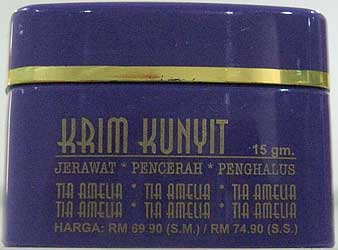 KRIM KUNYIT 15 gm.
JERAWAT * PENCERAH * PENGHALUS
TIA AMELIA * TIA AMELIA * TIA AMELIA
TIA AMELIA * TIA AMELIA * TIA AMELIA
HARGA: RM 69.90 (S.M.) / RM 74.90 (S.S.)